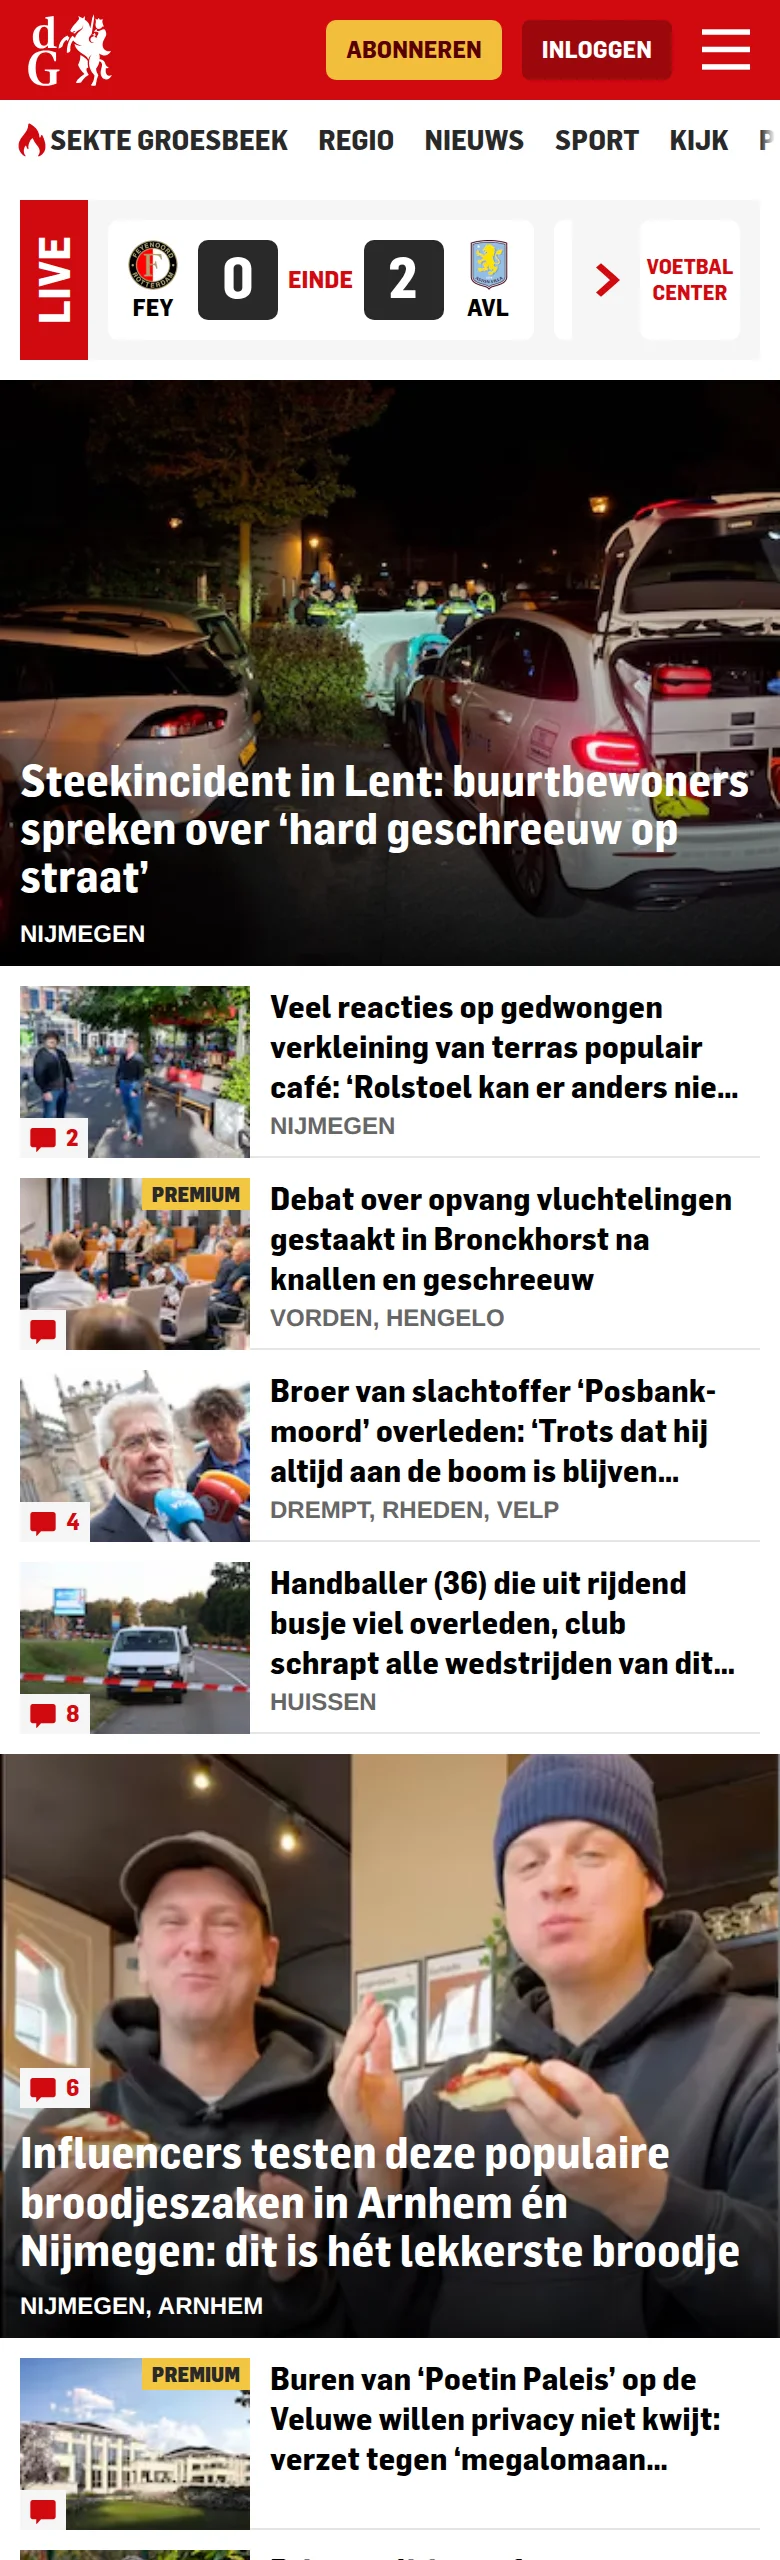 dG
ABONNEREN
INLOGGEN
SEKTE GROESBEEK REGIO NIEUWS SPORT KIJK P
LIVE
FEYENOORD
ROTTERDAM
FEY
0
EINDE
2
AVL
VOETBAL
CENTER
Steekincident in Lent: buurtbewoners
spreken over ‘hard geschreeuw op
straat’
NIJMEGEN
Veel reacties op gedwongen
verkleining van terras populair
café: ‘Rolstoel kan er anders nie...
NIJMEGEN
2
PREMIUM
Debat over opvang vluchtelingen
gestaakt in Bronckhorst na
knallen en geschreeuw
VORDEN, HENGELO
Broer van slachtoffer ‘Posbank-
moord’ overleden: ‘Trots dat hij
altijd aan de boom is blijven...
DREMPT, RHEDEN, VELP
4
Handballer (36) die uit rijdend
busje viel overleden, club
schrapt alle wedstrijden van dit...
HUISSEN
8
6
Influencers testen deze populaire
broodjeszaken in Arnhem én
Nijmegen: dit is hét lekkerste broodje
NIJMEGEN, ARNHEM
PREMIUM
Buren van ‘Poetin Paleis’ op de
Veluwe willen privacy niet kwijt:
verzet tegen ‘megalomaan...